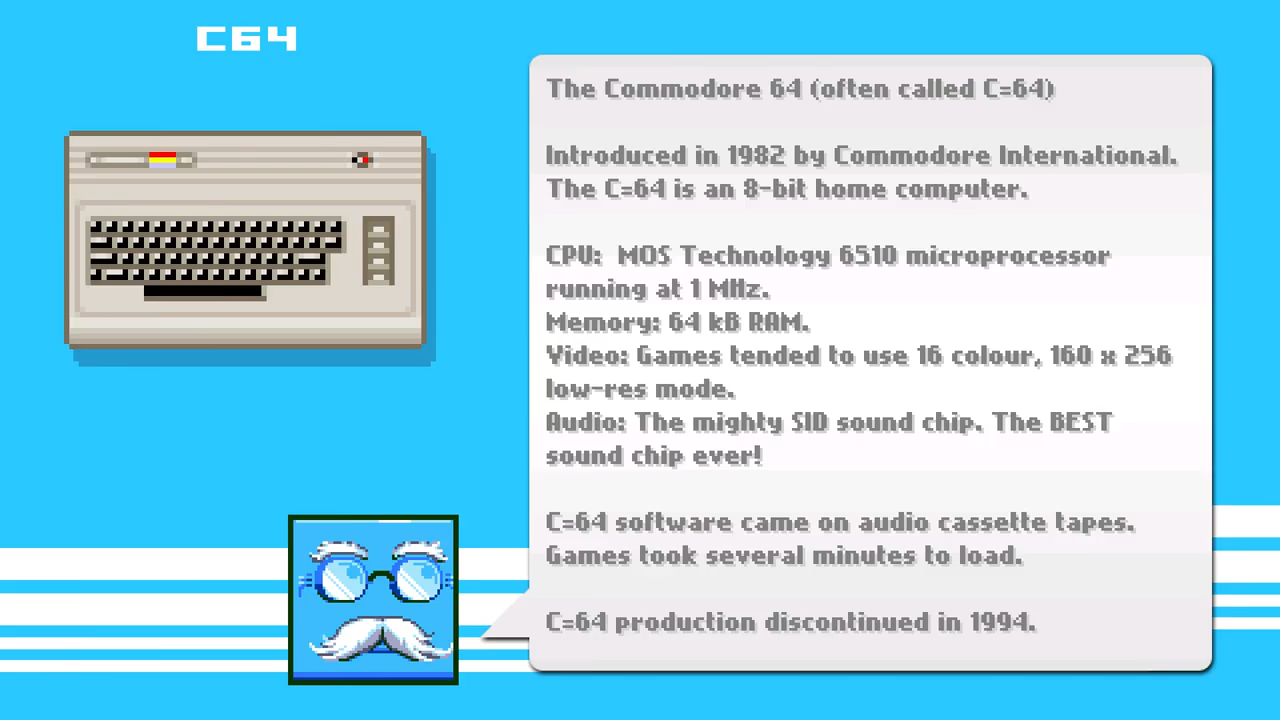 C64
The Commodore 64 (often called C=64)
Introduced in 1982 by Commodore International.
The C=64 is an 8-bit home computer.
CPU:  MOS Technology 6510 microprocessor
running at 1 MHz.
Memory: 64 kB RAM.
Video: Games tended to use 16 colour, 160 x 256
low-res mode.
Audio: The mighty SID sound chip. The BEST
sound chip ever!
C=64 software came on audio cassette tapes.
Games took several minutes to load.
C=64 production discontinued in 1994.